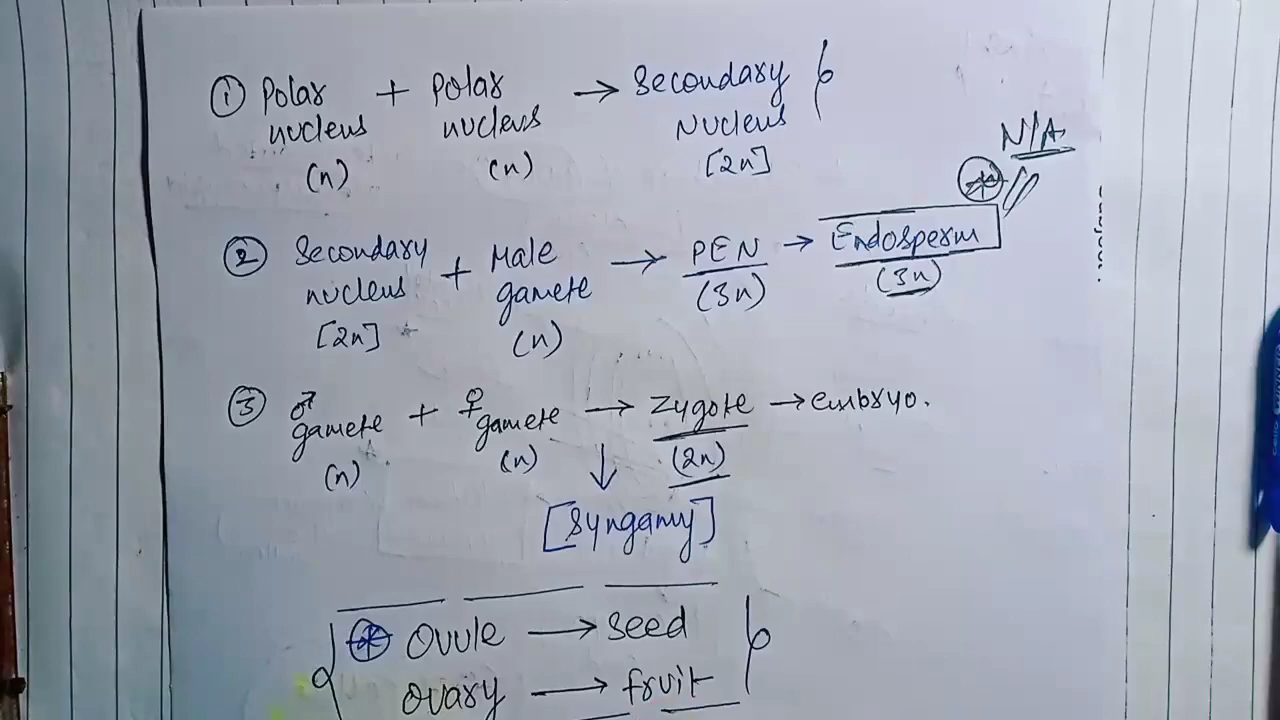 ① Polar nucleus (n) + Polar nucleus (n) → Secondary Nucleus [2n]
N/A
② Secondary nucleus [2n] + Male gamete (n) → PEN (3n) → Endosperm (3n)
③ ♂ gamete (n) + ♀ gamete (n) → Zygote (2n) → embryo.
↓
[Syngamy]
Ovule → seed
Ovary → fruit